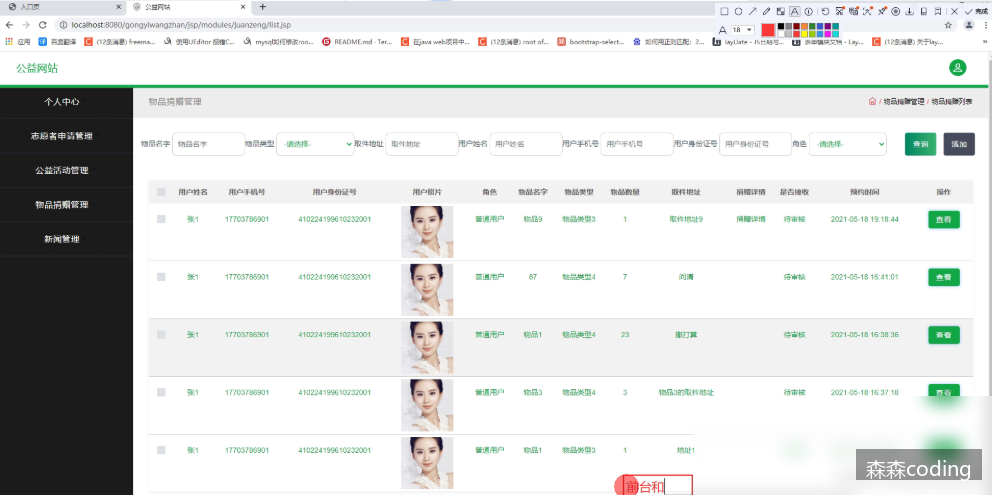 入口页
公益网站
18
完成
localhost:8080/gongyiwangzhan/jsp/modules/juanzeng/list.jsp
应用
百度翻译
(12条消息) freema...
使用UEditor 报错C...
mysql如何修改roo...
README.md · Ter...
在java web项目中...
(12条消息) root of...
bootstrap-select...
如何用正则匹配：2...
layDate - JS日期与...
表单模块文档 - Lay...
(12条消息) 关于lay...
公益网站
个人中心
志愿者申请管理
公益活动管理
物品捐赠管理
新闻管理
物品捐赠管理
/ 物品捐赠管理 / 物品捐赠列表
物品名字 物品名字 物品类型 -请选择- 取件地址 取件地址 用户姓名 用户姓名 用户手机号 用户手机号 用户身份证号 用户身份证号 角色 -请选择- 查询 添加
用户姓名 用户手机号 用户身份证号 用户照片 角色 物品名字 物品类型 物品数量 取件地址 捐赠详情 是否接收 预约时间 操作
张1 17703786901 410224199610232001 普通用户 物品9 物品类型3 1 取件地址9 捐赠详情 待审核 2021-05-18 19:18:44 查看
张1 17703786901 410224199610232001 普通用户 87 物品类型4 7 待审核 2021-05-18 16:41:01 查看
张1 17703786901 410224199610232001 普通用户 物品1 物品类型4 23 撒打算 待审核 2021-05-18 16:38:36 查看
张1 17703786901 410224199610232001 普通用户 物品3 物品类型4 3 物品3的取件地址 待审核 2021-05-18 16:37:18 查看
张1 17703786901 410224199610232001 普通用户 物品1 物品类型3 1 地址1
前台和
森森coding